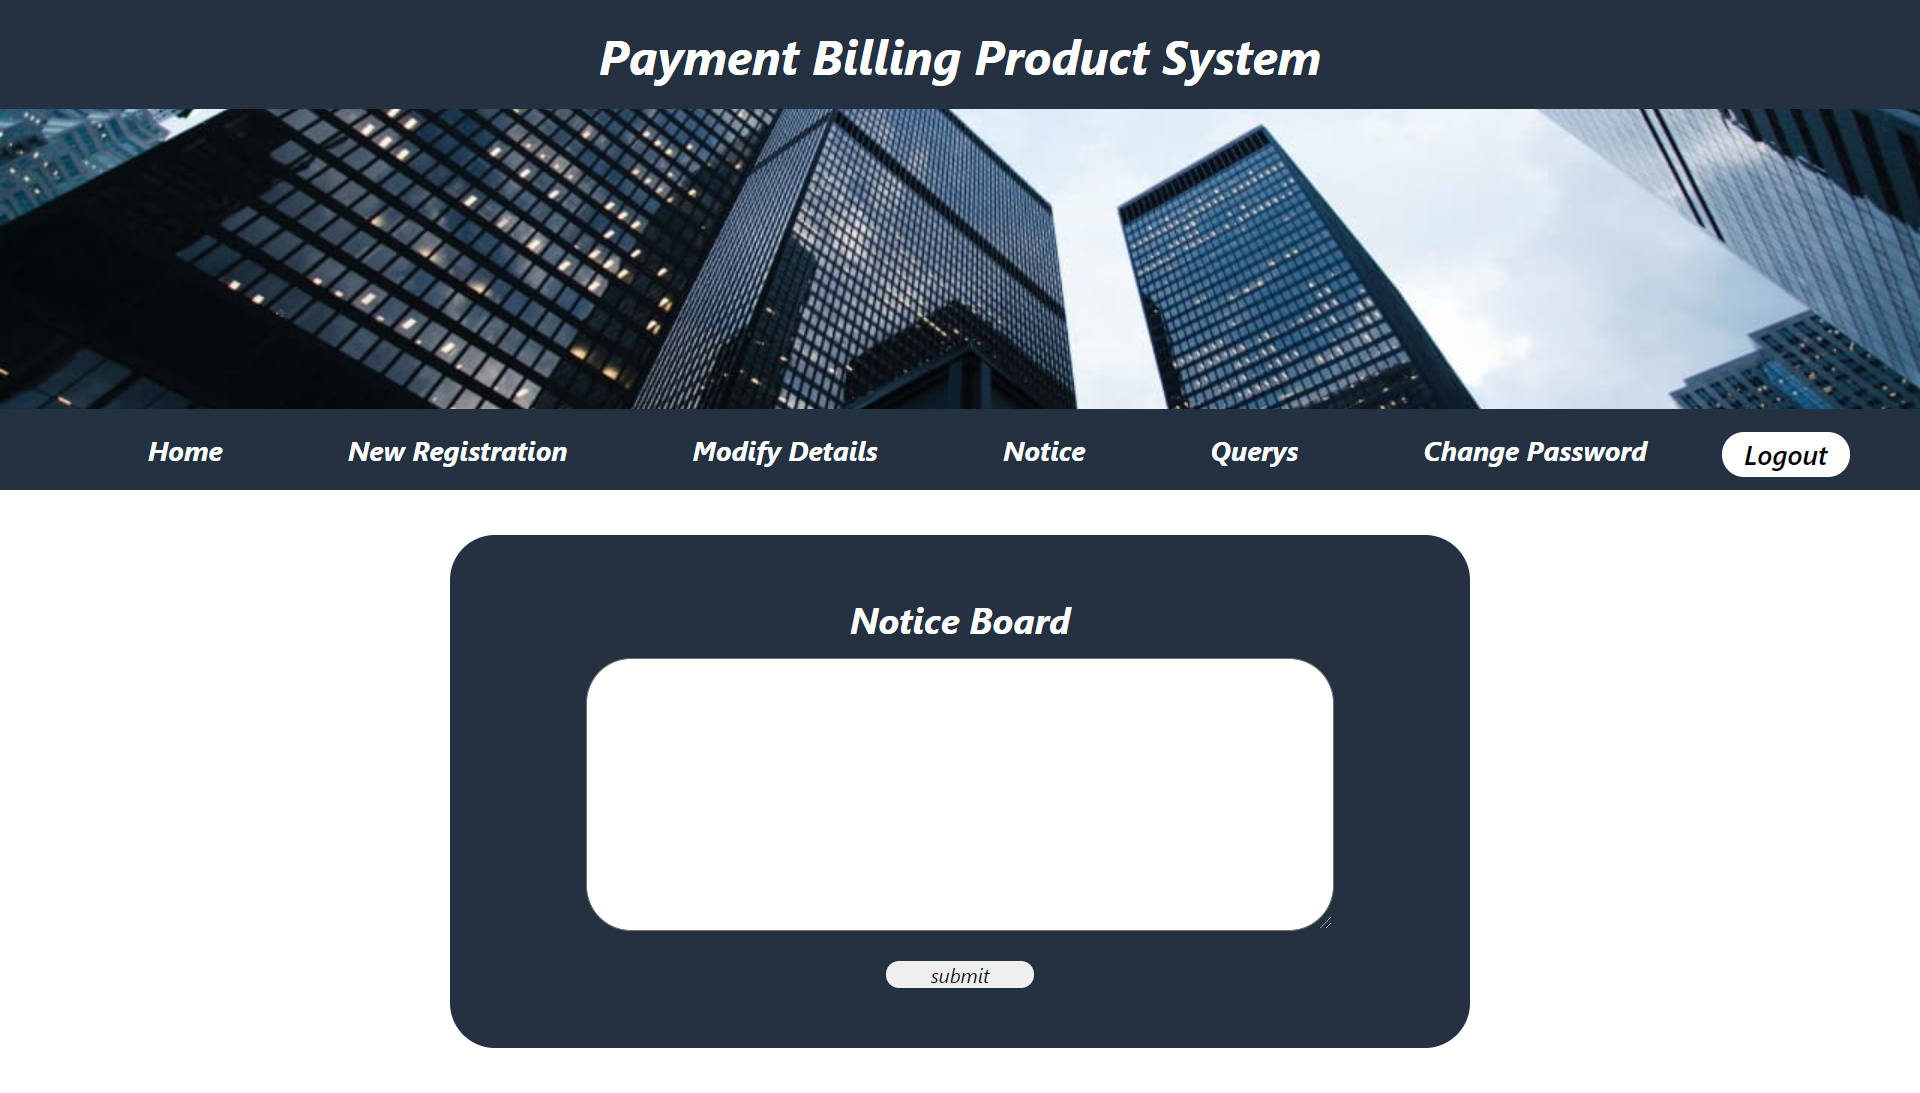 Payment Billing Product System
Home New Registration Modify Details Notice Querys Change Password Logout
Notice Board
submit